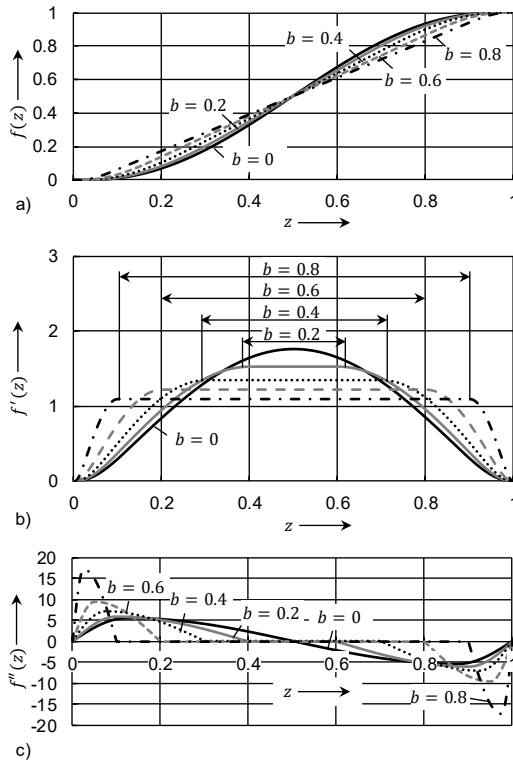 1
0.8
0.6
0.4
0.2
0
f(z)
b = 0.4
b = 0.8
b = 0.6
b = 0.2
b = 0
0 0.2 0.4 0.6 0.8 1
a)
z
3
2
1
0
f′(z)
b = 0.8
b = 0.6
b = 0.4
b = 0.2
b = 0
0 0.2 0.4 0.6 0.8 1
b)
z
20
15
10
5
0
-5
-10
-15
-20
f″(z)
b = 0.6
b = 0.4
b = 0.2
b = 0
0 0.2 0.4 0.6 0.8 1
z
b = 0.8
c)